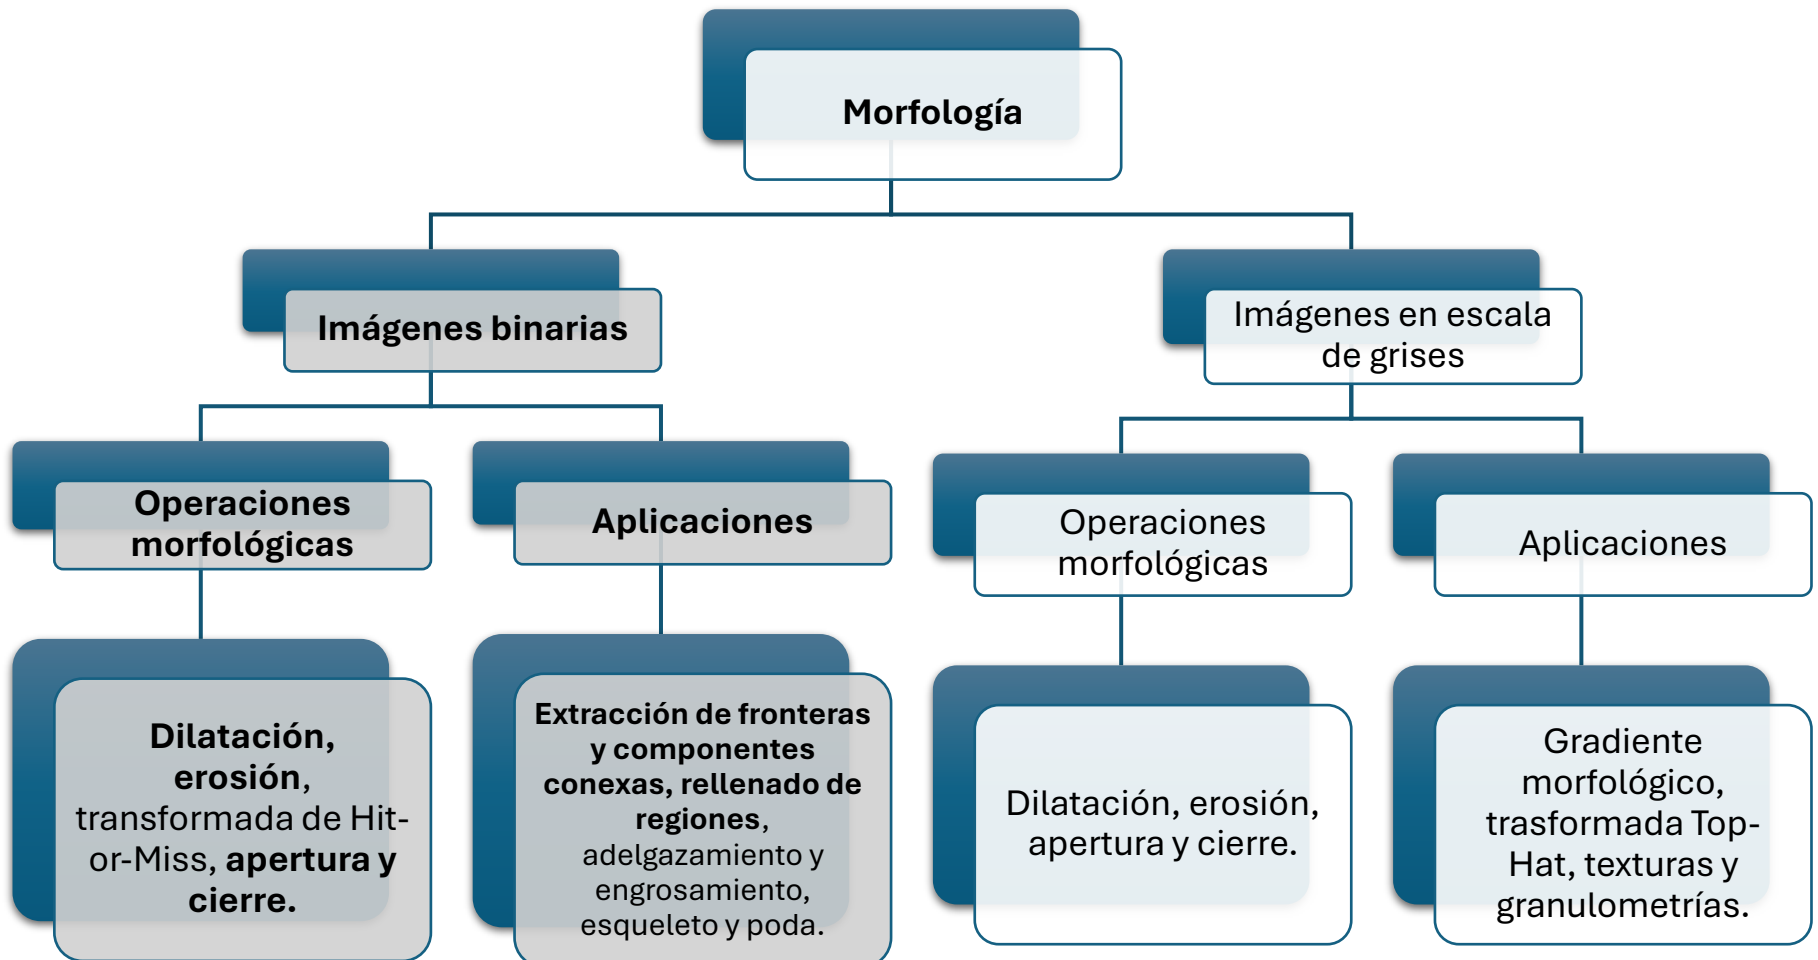 Morfología
Imágenes binarias
Imágenes en escala
de grises
Operaciones
morfológicas
Aplicaciones
Operaciones
morfológicas
Aplicaciones
Dilatación,
erosión,
transformada de Hit-
or-Miss, apertura y
cierre.
Extracción de fronteras
y componentes
conexas, rellenado de
regiones,
adelgazamiento y
engrosamiento,
esqueleto y poda.
Dilatación, erosión,
apertura y cierre.
Gradiente
morfológico,
trasformada Top-
Hat, texturas y
granulometrías.